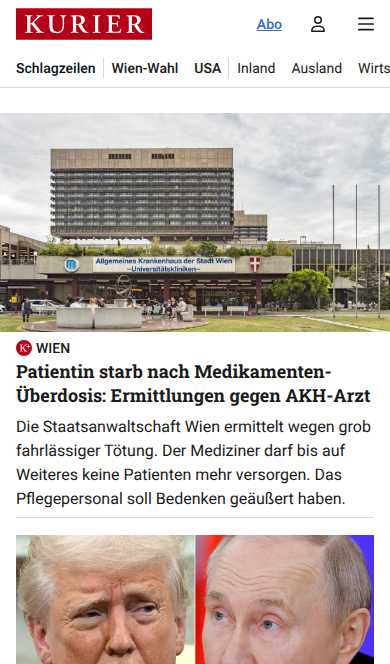 KURIER
Abo
Schlagzeilen Wien-Wahl USA Inland Ausland Wirts
Allgemeines Krankenhaus der Stadt Wien
–Universitätskliniken–
K+ WIEN
Patientin starb nach Medikamenten-
Überdosis: Ermittlungen gegen AKH-Arzt
Die Staatsanwaltschaft Wien ermittelt wegen grob
fahrlässiger Tötung. Der Mediziner darf bis auf
Weiteres keine Patienten mehr versorgen. Das
Pflegepersonal soll Bedenken geäußert haben.